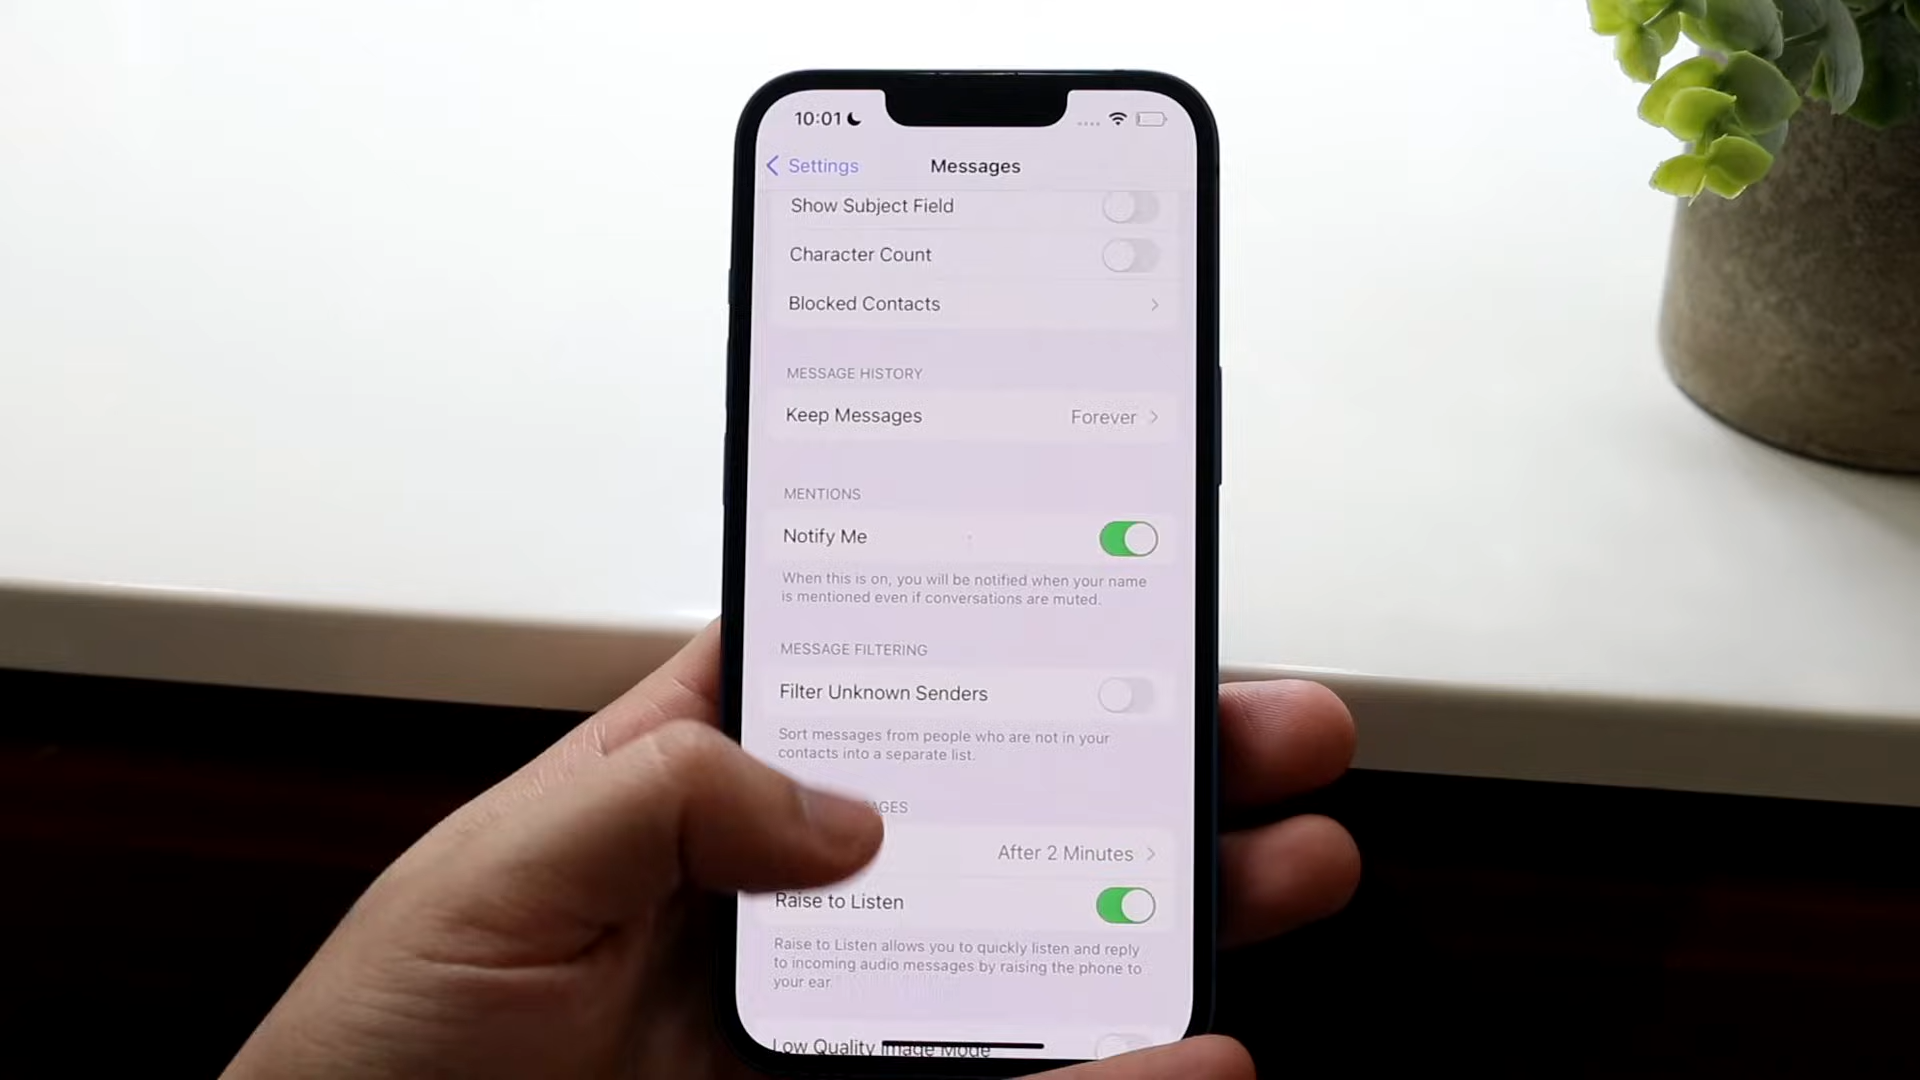 10:01
Settings
Messages
Show Subject Field
Character Count
Blocked Contacts
MESSAGE HISTORY
Keep Messages
Forever
MENTIONS
Notify Me
When this is on, you will be notified when your name
is mentioned even if conversations are muted.
MESSAGE FILTERING
Filter Unknown Senders
Sort messages from people who are not in your
contacts into a separate list.
AGES
After 2 Minutes
Raise to Listen
Raise to Listen allows you to quickly listen and reply
to incoming audio messages by raising the phone to
your ear.
Low Quality Image Mode